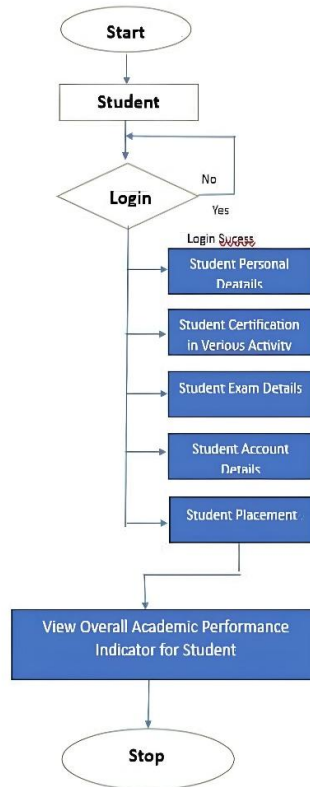 Start
Student
No
Login
Yes
Login Sucess
Student Personal
Deatails
Student Certification
in Verious Activity
Student Exam Details
Student Account
Details
Student Placement
View Overall Academic Performance
Indicator for Student
Stop